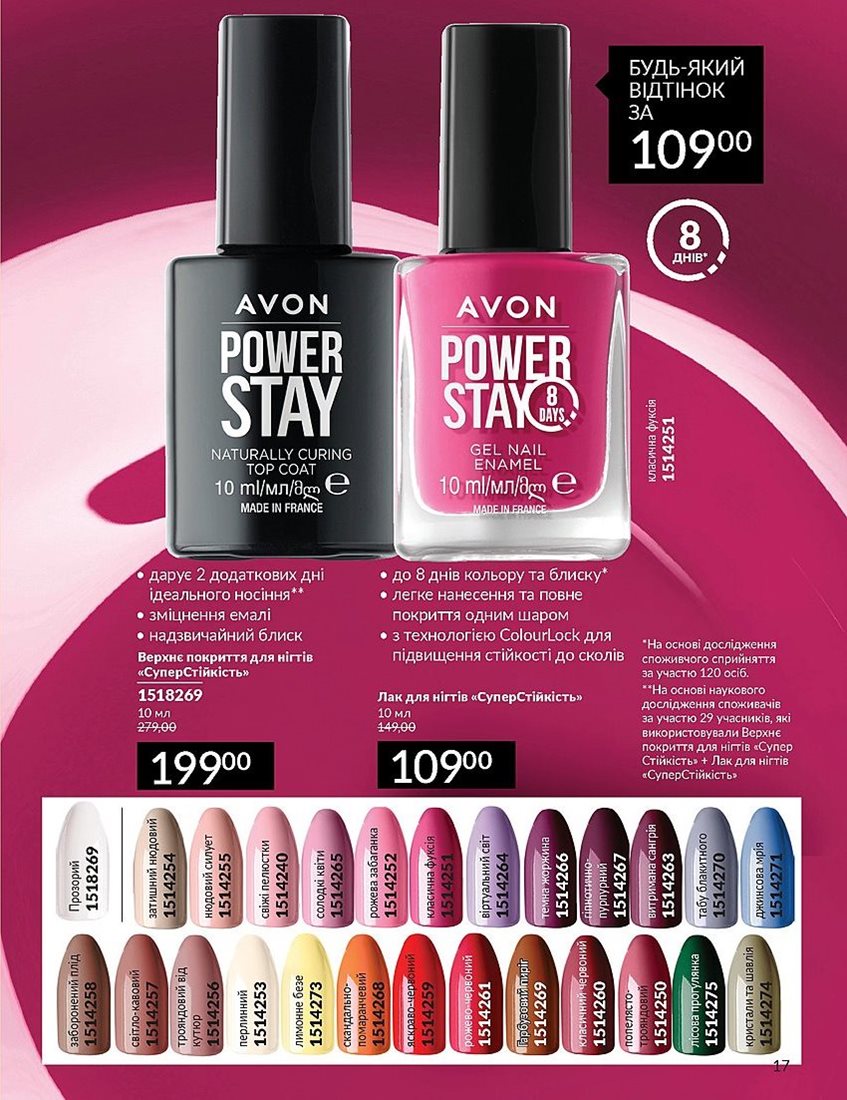 БУДЬ-ЯКИЙ
ВІДТІНОК
ЗА
109⁰⁰
8
ДНІВ*
AVON
POWER
STAY
NATURALLY CURING
TOP COAT
10 ml/мл/მლ ℮
MADE IN FRANCE
AVON
POWER
STAY
8
DAYS
GEL NAIL
ENAMEL
10 ml/мл/მლ ℮
MADE IN FRANCE
класична фуксія
1514251
• дарує 2 додаткових дні
ідеального носіння**
• зміцнення емалі
• надзвичайний блиск
Верхнє покриття для нігтів
«СуперСтійкість»
1518269
10 мл
279,00
199⁰⁰
• до 8 днів кольору та блиску*
• легке нанесення та повне
покриття одним шаром
• з технологією ColourLock для
підвищення стійкості до сколів
Лак для нігтів «СуперСтійкість»
10 мл
149,00
109⁰⁰
*На основі дослідження
споживчого сприйняття
за участю 120 осіб.
**На основі наукового
дослідження споживачів
за участю 29 учасників, які
використовували Верхнє
покриття для нігтів «Супер
Стійкість» + Лак для нігтів
«СуперСтійкість»
Прозорий
1518269
затишний нюдовий
1514254
нюдовий силует
1514255
свіжі пелюстки
1514240
солодкі квіти
1514265
рожева забаганка
1514252
класична фуксія
1514251
віртуальний світ
1514264
темна жоржина
1514266
гіпнотично-
пурпурний
1514267
витримана сангрія
1514263
табу блакитного
1514270
джинсова мрія
1514271
заборонений плід
1514258
світло-кавовий
1514257
трояндовий від
кутюр
1514256
перлинний
1514253
лимонне безе
1514273
скандально-
помаранчевий
1514268
яскраво-червоний
1514259
рожево-червоний
1514261
Гарбузовий пиріг
1514269
класичний червоний
1514260
попелясто-
трояндовий
1514250
лісова прогулянка
1514275
кристали та шавлія
1514274
17